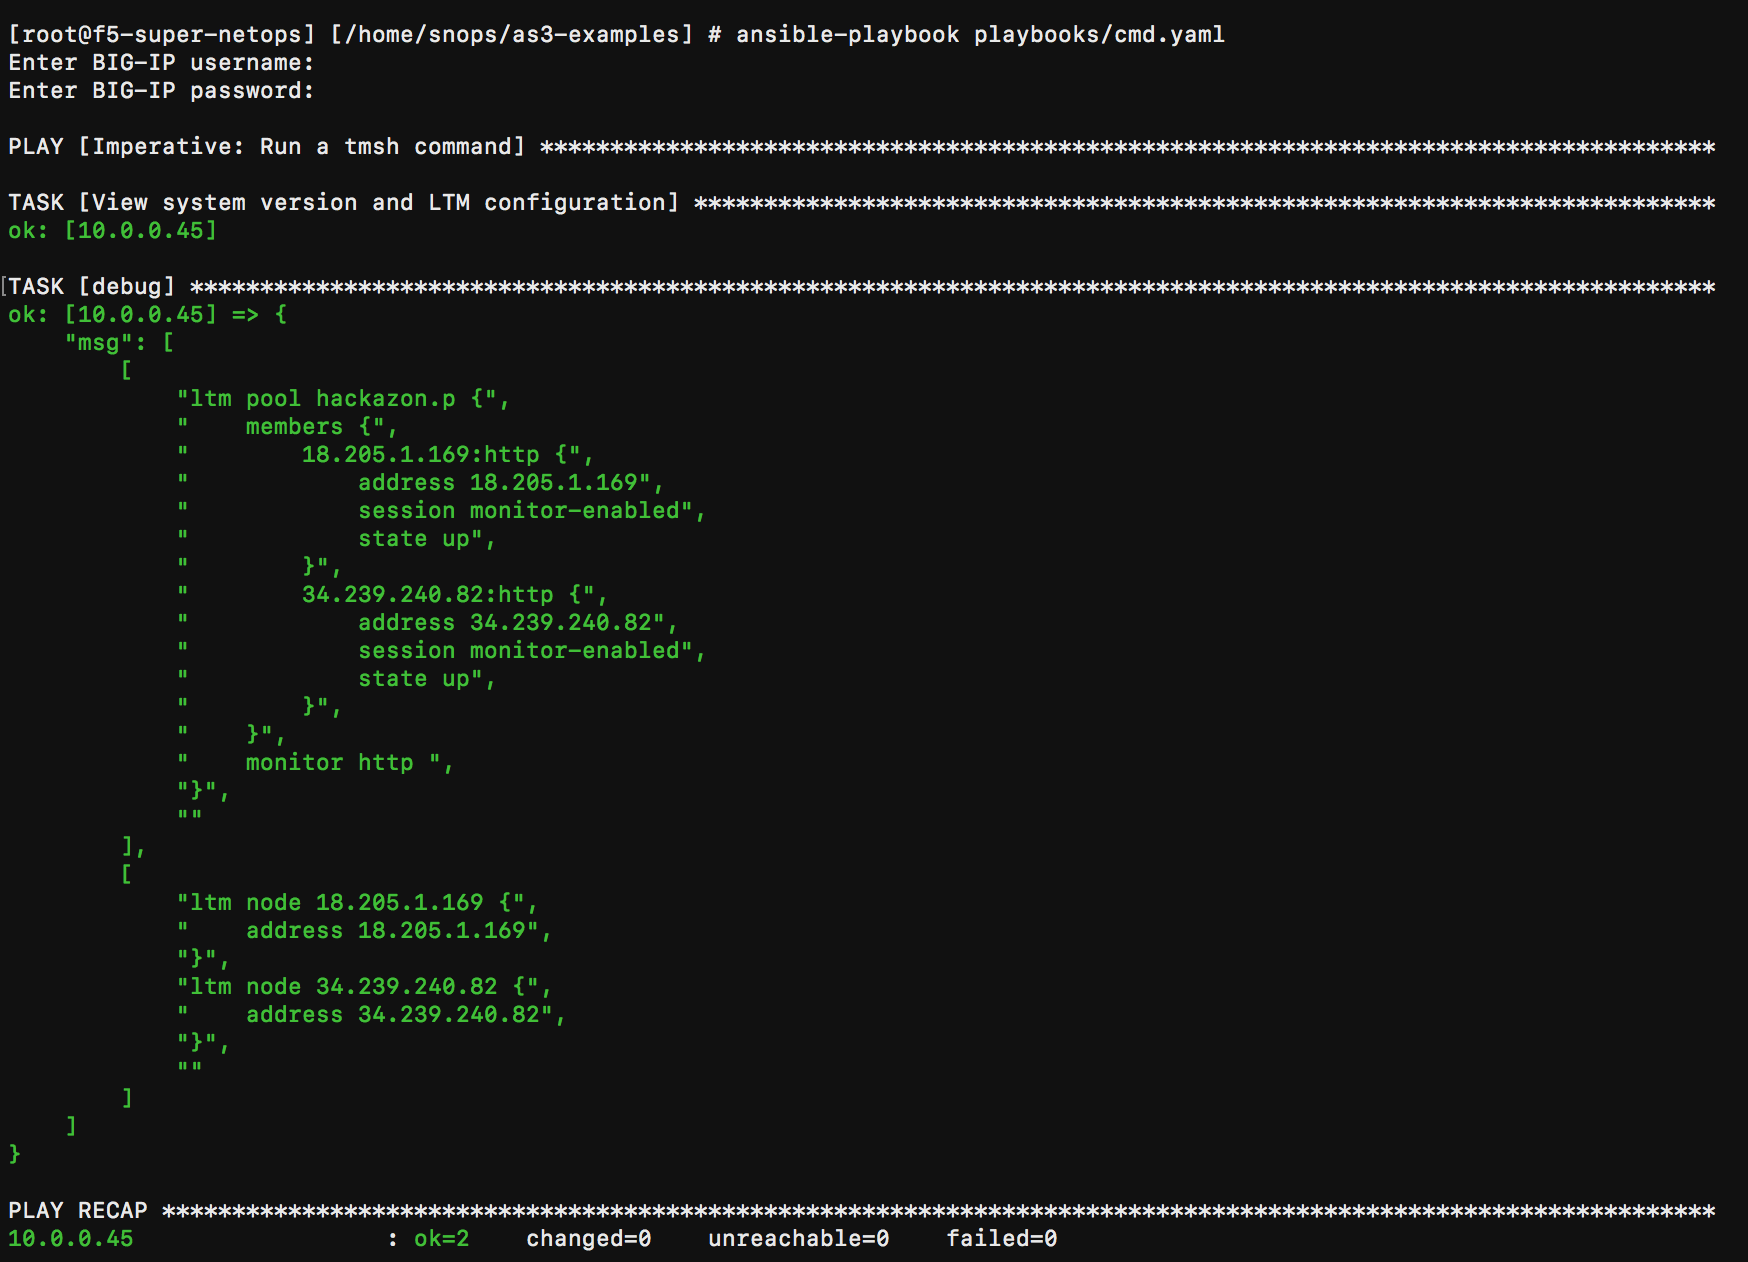 [root@f5-super-netops] [/home/snops/as3-examples] # ansible-playbook playbooks/cmd.yaml
Enter BIG-IP username:
Enter BIG-IP password:
PLAY [Imperative: Run a tmsh command] ************************************************************************************
TASK [View system version and LTM configuration] *************************************************************************
ok: [10.0.0.45]
[TASK [debug] *************************************************************************************************************
ok: [10.0.0.45] => {
    "msg": [
        [
            "ltm pool hackazon.p {",
            "    members {",
            "        18.205.1.169:http {",
            "            address 18.205.1.169",
            "            session monitor-enabled",
            "            state up",
            "        }",
            "        34.239.240.82:http {",
            "            address 34.239.240.82",
            "            session monitor-enabled",
            "            state up",
            "        }",
            "    }",
            "    monitor http ",
            "}",
            ""
        ],
        [
            "ltm node 18.205.1.169 {",
            "    address 18.205.1.169",
            "}",
            "ltm node 34.239.240.82 {",
            "    address 34.239.240.82",
            "}",
            ""
        ]
    ]
}
PLAY RECAP ***************************************************************************************************************
10.0.0.45                  : ok=2    changed=0    unreachable=0    failed=0